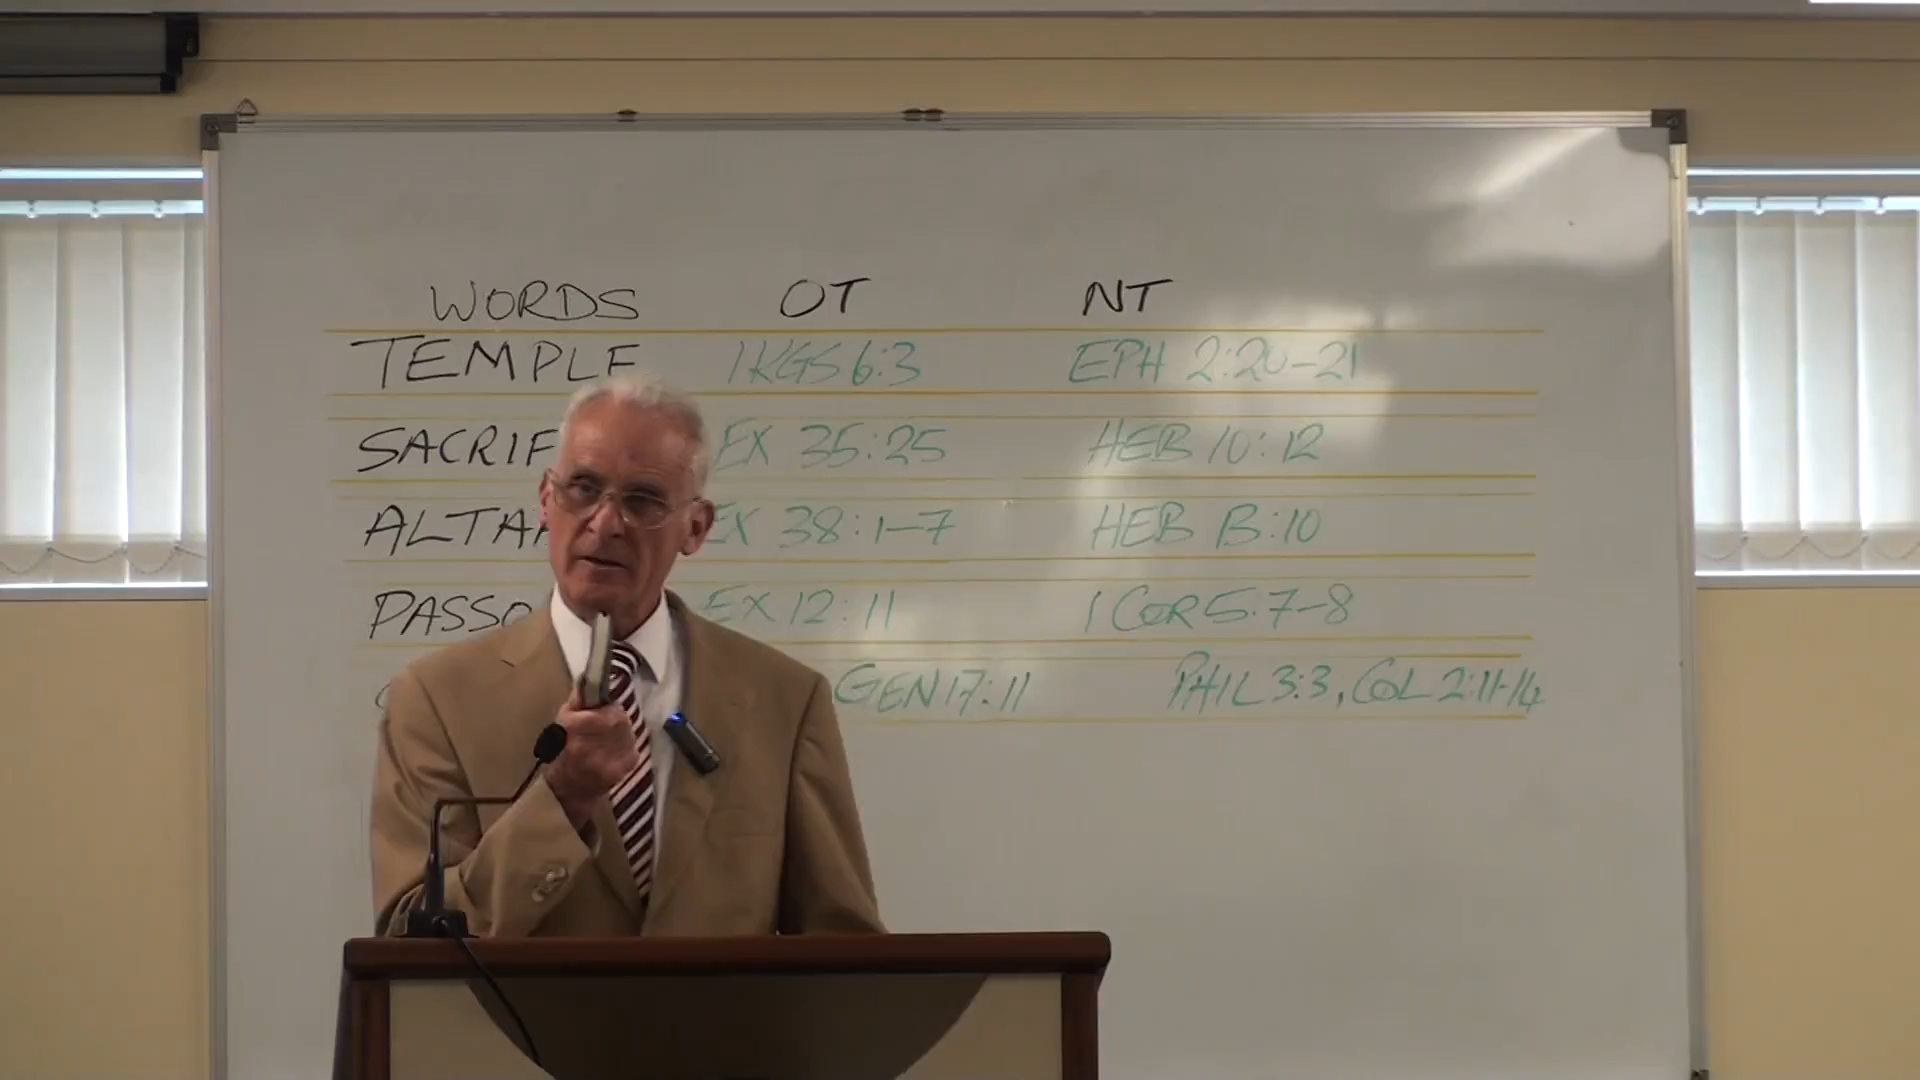 WORDS OT NT
TEMPLE 1 KGS 6:3 EPH 2:20-21
SACRIF EX 35:25 HEB 10:12
ALTA EX 38:1-7 HEB 13:10
PASSO EX 12:11 1 COR 5:7-8
GEN 17:11 PHIL 3:3, COL 2:11-14